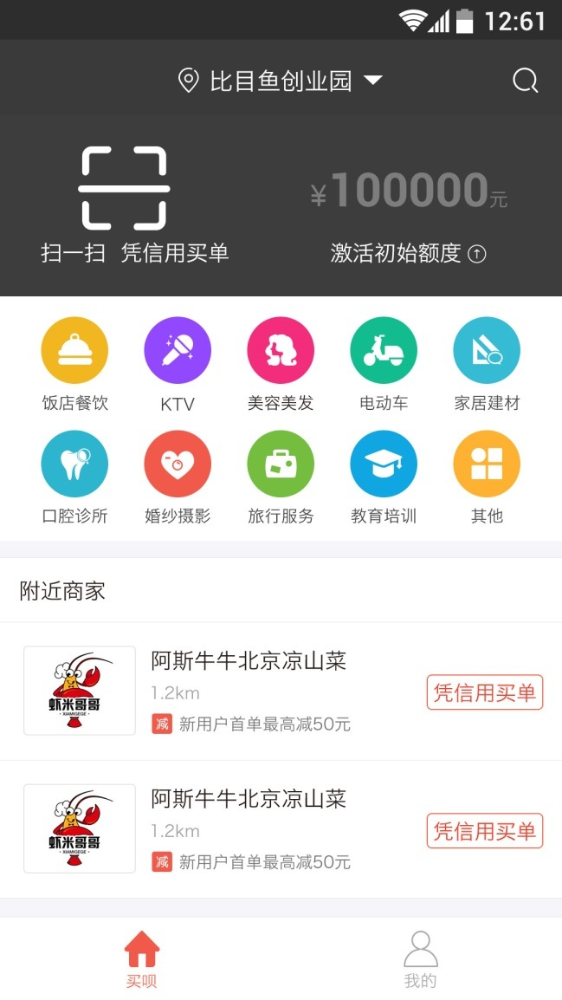 12:61
比目鱼创业园
¥100000元
扫一扫 凭信用买单
激活初始额度
饭店餐饮
KTV
美容美发
电动车
家居建材
口腔诊所
婚纱摄影
旅行服务
教育培训
其他
附近商家
虾米哥哥
·XIAMIGEGE·
阿斯牛牛北京凉山菜
1.2km
减 新用户首单最高减50元
凭信用买单
虾米哥哥
·XIAMIGEGE·
阿斯牛牛北京凉山菜
1.2km
减 新用户首单最高减50元
凭信用买单
买呗
我的